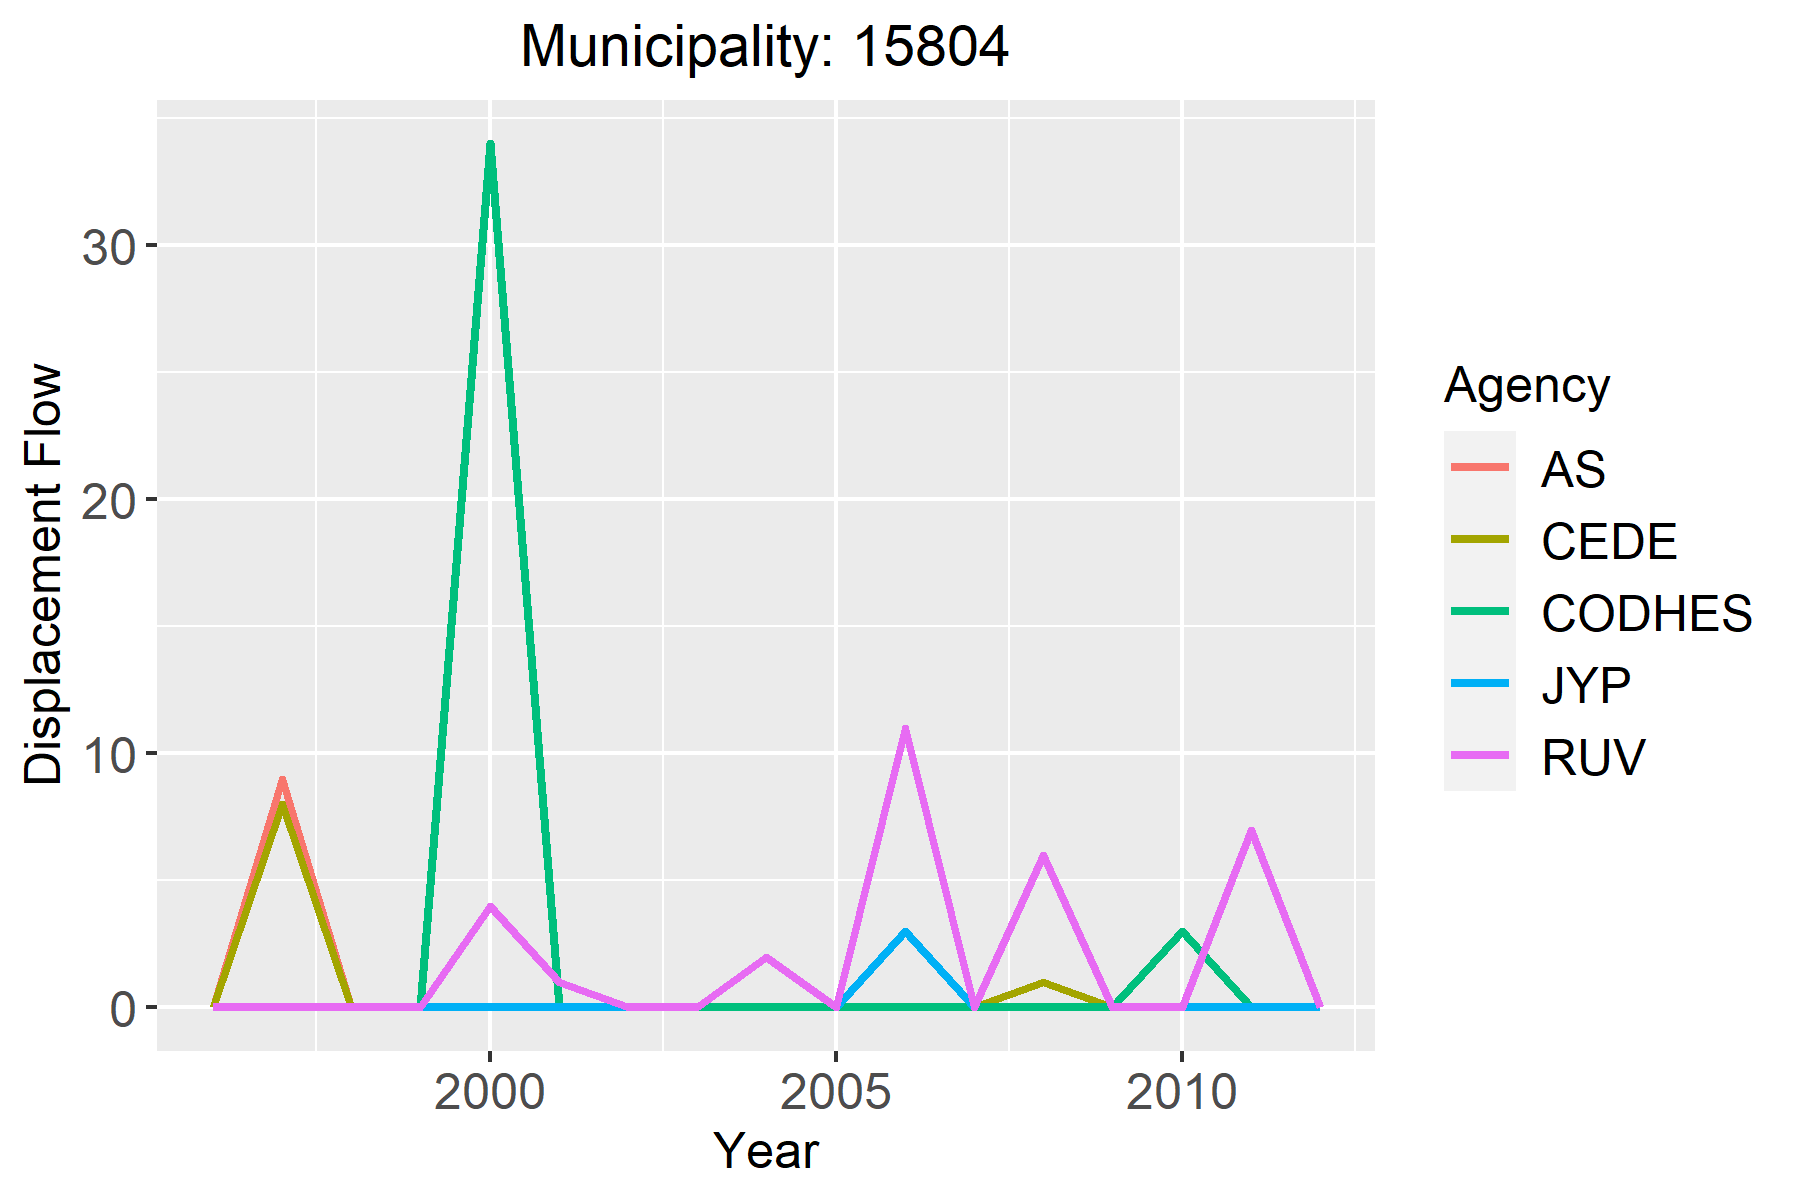 Municipality: 15804
Displacement Flow
30
20
10
0
2000 2005 2010
Year
Agency
AS
CEDE
CODHES
JYP
RUV